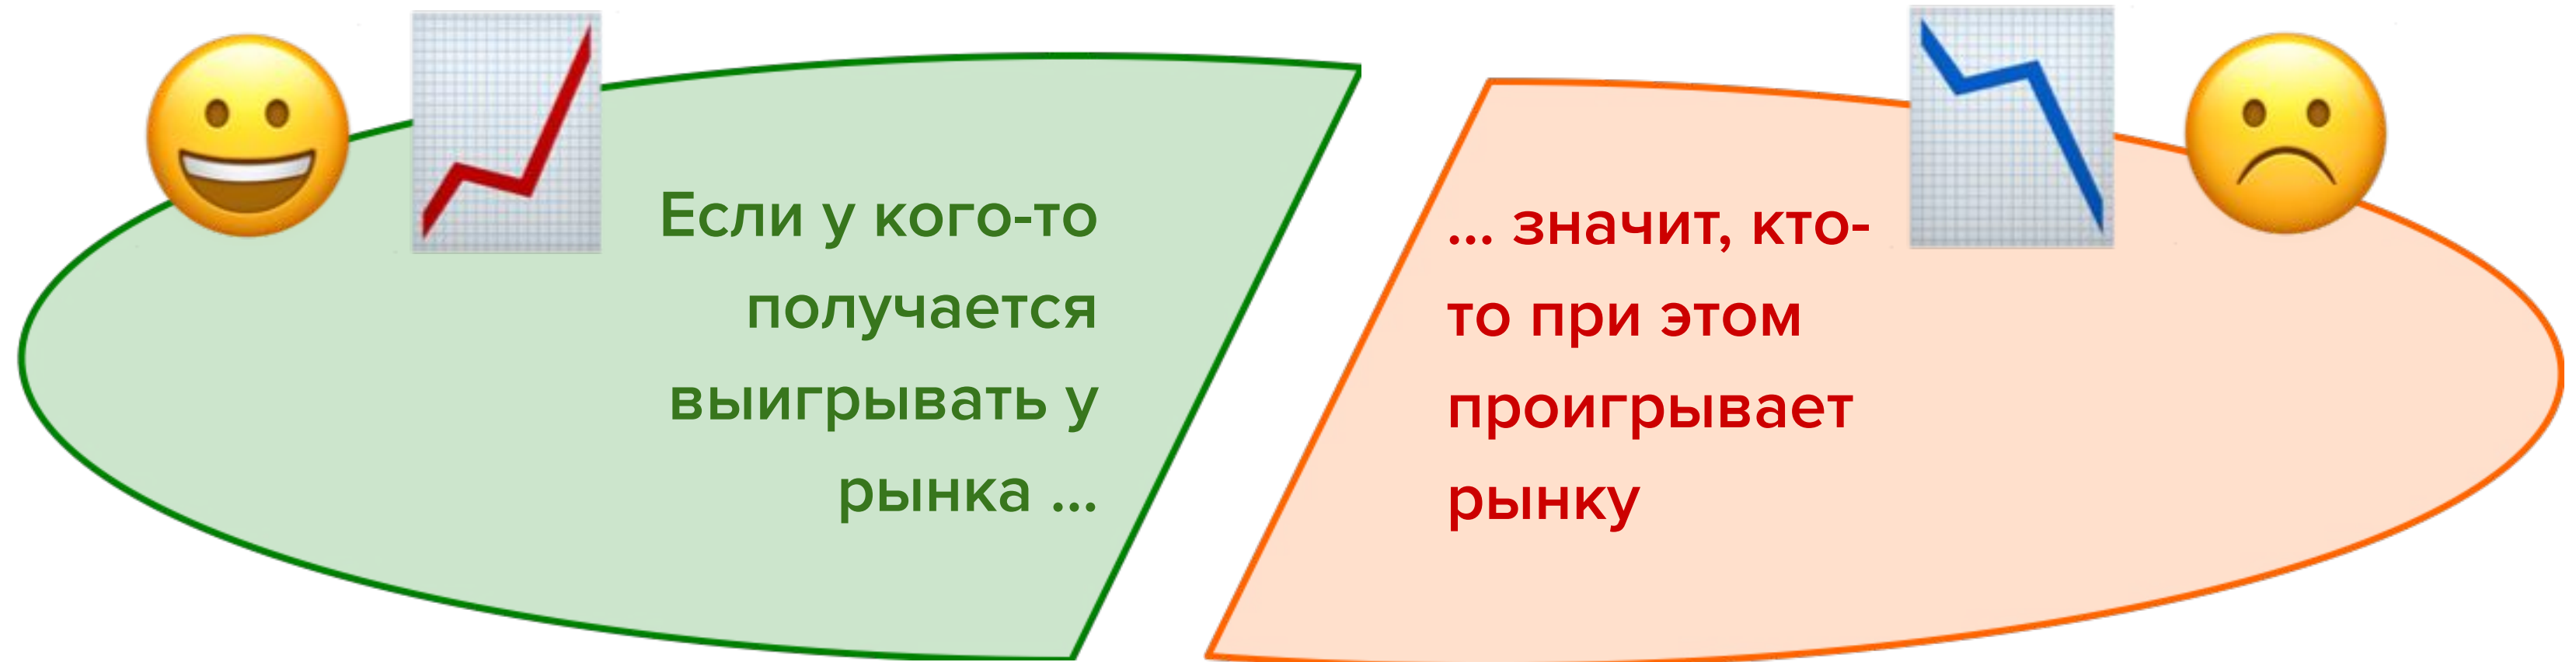 Если у кого-то
получается
выигрывать у
рынка ...
... значит, кто-
то при этом
проигрывает
рынку